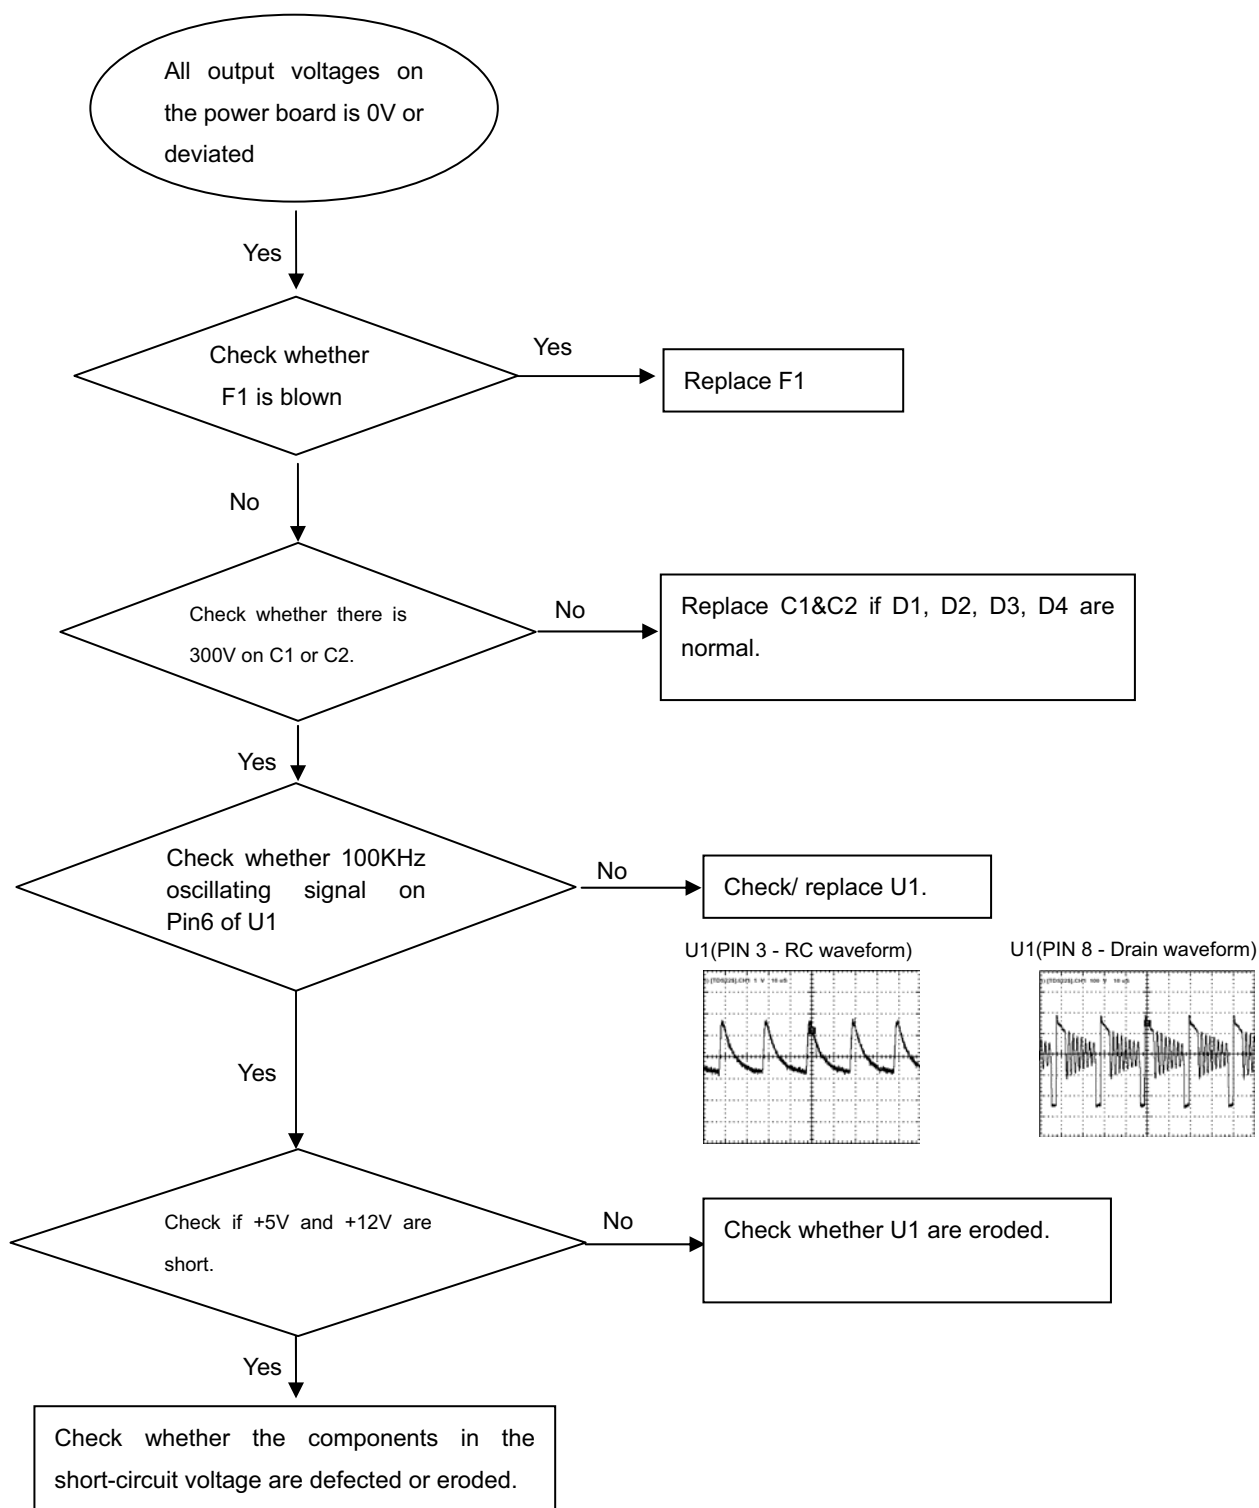 All output voltages on
the power board is 0V or
deviated
Yes
Check whether
F1 is blown
Yes
Replace F1
No
Check whether there is
300V on C1 or C2.
No
Replace C1&C2 if D1, D2, D3, D4 are
normal.
Yes
Check whether 100KHz
oscillating signal on
Pin6 of U1
No
Check/ replace U1.
U1(PIN 3 - RC waveform)
U1(PIN 8 - Drain waveform)
Yes
Check if +5V and +12V are
short.
No
Check whether U1 are eroded.
Yes
Check whether the components in the
short-circuit voltage are defected or eroded.